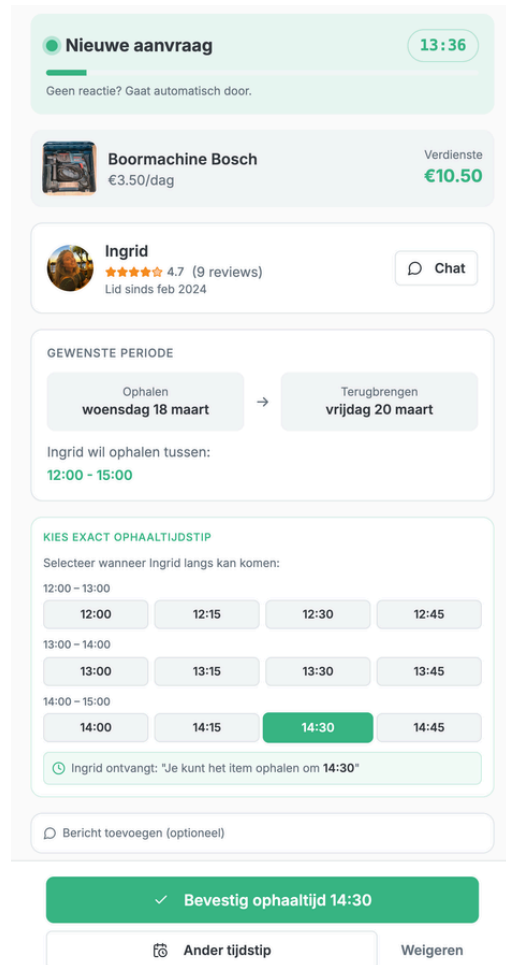 Nieuwe aanvraag
13:36
Geen reactie? Gaat automatisch door.
Boormachine Bosch
€3.50/dag
Verdienste
€10.50
Ingrid
4.7 (9 reviews)
Lid sinds feb 2024
Chat
GEWENSTE PERIODE
Ophalen
woensdag 18 maart
→
Terugbrengen
vrijdag 20 maart
Ingrid wil ophalen tussen:
12:00 - 15:00
KIES EXACT OPHAALTIJDSTIP
Selecteer wanneer Ingrid langs kan komen:
12:00 – 13:00
12:00 12:15 12:30 12:45
13:00 – 14:00
13:00 13:15 13:30 13:45
14:00 – 15:00
14:00 14:15 14:30 14:45
Ingrid ontvangt: "Je kunt het item ophalen om 14:30"
Bericht toevoegen (optioneel)
Bevestig ophaaltijd 14:30
Ander tijdstip
Weigeren